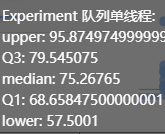 Experiment 队列单线程:
upper: 95.874974999999
Q3: 79.545075
median: 75.26765
Q1: 68.65847500000001
lower: 57.5001